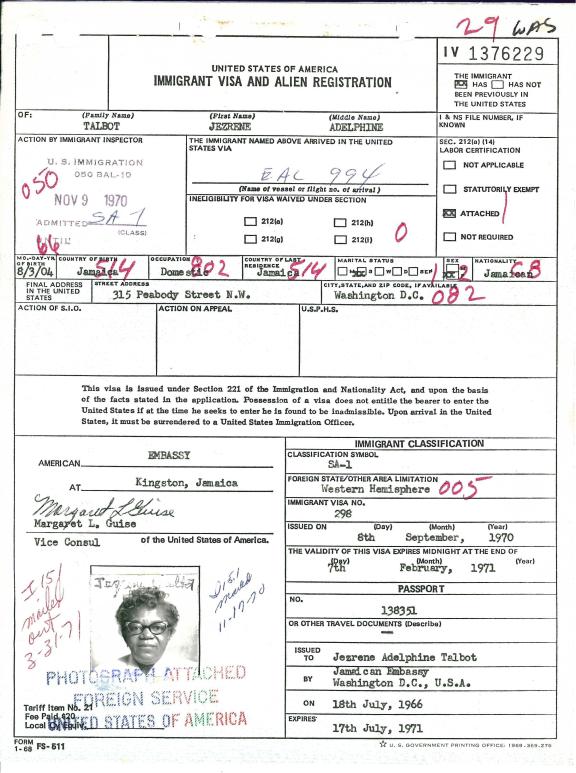 29 WAS
IV 1376229
UNITED STATES OF AMERICA
IMMIGRANT VISA AND ALIEN REGISTRATION
THE IMMIGRANT
XX HAS HAS NOT
BEEN PREVIOUSLY IN
THE UNITED STATES
OF: (Family Name) (First Name) (Middle Name)
TALBOT JEZRENE ADELPHINE
I & NS FILE NUMBER, IF
KNOWN
ACTION BY IMMIGRANT INSPECTOR
U. S. IMMIGRATION
050 BAL-10
050
NOV 9 1970
ADMITTED SA-1
(CLASS)
UNTIL
66
THE IMMIGRANT NAMED ABOVE ARRIVED IN THE UNITED
STATES VIA
EAL 994
(Name of vessel or flight no. of arrival)
INELIGIBILITY FOR VISA WAIVED UNDER SECTION
212(e) 212(h)
212(g) 212(i)
0
SEC. 212(a) (14)
LABOR CERTIFICATION
NOT APPLICABLE
STATUTORILY EXEMPT
XX ATTACHED
NOT REQUIRED
MO.-DAY-YR. OF BIRTH
8/3/04
COUNTRY OF BIRTH
Jamaica 514
OCCUPATION
Domestic 802
COUNTRY OF LAST RESIDENCE
Jamaica 514
MARITAL STATUS
SEX
NATIONALITY
Jamaican
FINAL ADDRESS
IN THE UNITED
STATES
STREET ADDRESS
315 Peabody Street N.W.
CITY, STATE, AND ZIP CODE, IF AVAILABLE
Washington D.C. 082
ACTION OF S.I.O. ACTION ON APPEAL U.S.P.H.S.
This visa is issued under Section 221 of the Immigration and Nationality Act, and upon the basis
of the facts stated in the application. Possession of a visa does not entitle the bearer to enter the
United States if at the time he seeks to enter he is found to be inadmissible. Upon arrival in the United
States, it must be surrendered to a United States Immigration Officer.
AMERICAN EMBASSY
AT Kingston, Jamaica
Margaret L Guise
Margaret L. Guise
Vice Consul of the United States of America.
I 151
mailed
out
3-31-71
11-17-70
PHOTOGRAPH ATTACHED
FOREIGN SERVICE
UNITED STATES OF AMERICA
Tariff Item No. 21
Fee Paid $20
Local Cy. Equiv.
FORM
1-68 FS-511
IMMIGRANT CLASSIFICATION
CLASSIFICATION SYMBOL
SA-1
FOREIGN STATE/OTHER AREA LIMITATION
Western Hemisphere 005
IMMIGRANT VISA NO.
298
ISSUED ON (Day) (Month) (Year)
8th September, 1970
THE VALIDITY OF THIS VISA EXPIRES MIDNIGHT AT THE END OF
(Day) (Month) (Year)
7th February, 1971
PASSPORT
NO.
138351
OR OTHER TRAVEL DOCUMENTS (Describe)
ISSUED
TO Jezrene Adelphine Talbot
BY Jamaican Embassy
Washington D.C., U.S.A.
ON 18th July, 1966
EXPIRES
17th July, 1971
☆ U. S. GOVERNMENT PRINTING OFFICE: 1969-369-276